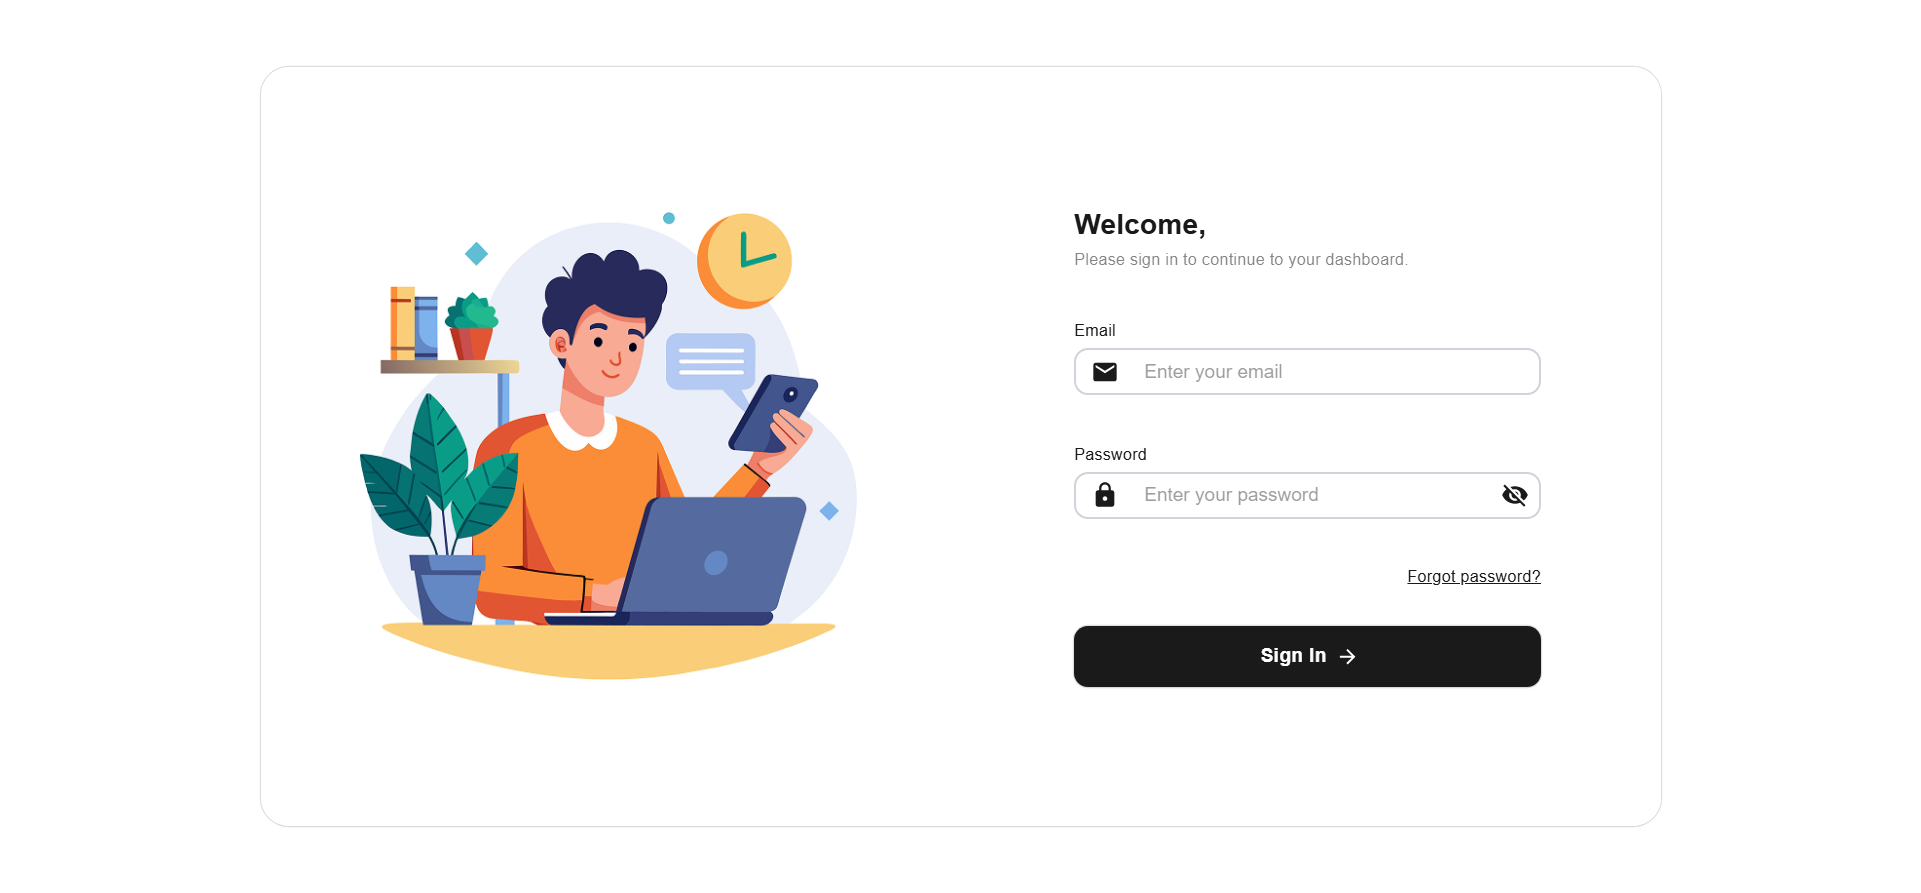 Welcome,
Please sign in to continue to your dashboard.
Email
Enter your email
Password
Enter your password
Forgot password?
Sign In